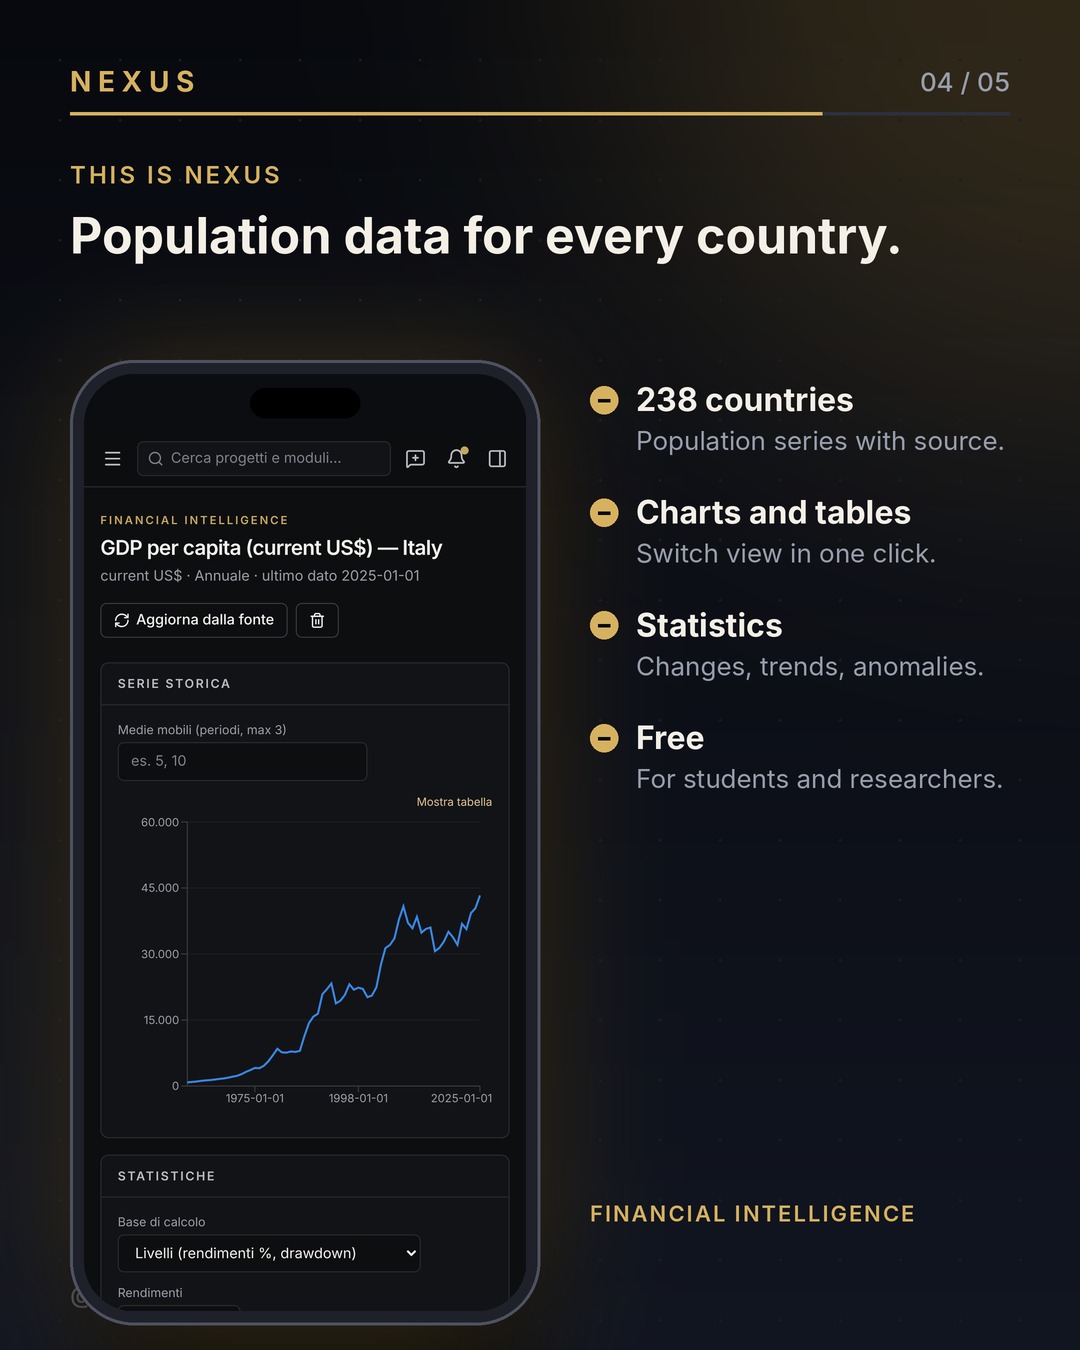 NEXUS
04 / 05
THIS IS NEXUS
Population data for every country.
Cerca progetti e moduli...
FINANCIAL INTELLIGENCE
GDP per capita (current US$) — Italy
current US$ · Annuale · ultimo dato 2025-01-01
Aggiorna dalla fonte
SERIE STORICA
Medie mobili (periodi, max 3)
es. 5, 10
Mostra tabella
60.000
45.000
30.000
15.000
0
1975-01-01
1998-01-01
2025-01-01
STATISTICHE
Base di calcolo
Livelli (rendimenti %, drawdown)
Rendimenti
238 countries
Population series with source.
Charts and tables
Switch view in one click.
Statistics
Changes, trends, anomalies.
Free
For students and researchers.
FINANCIAL INTELLIGENCE